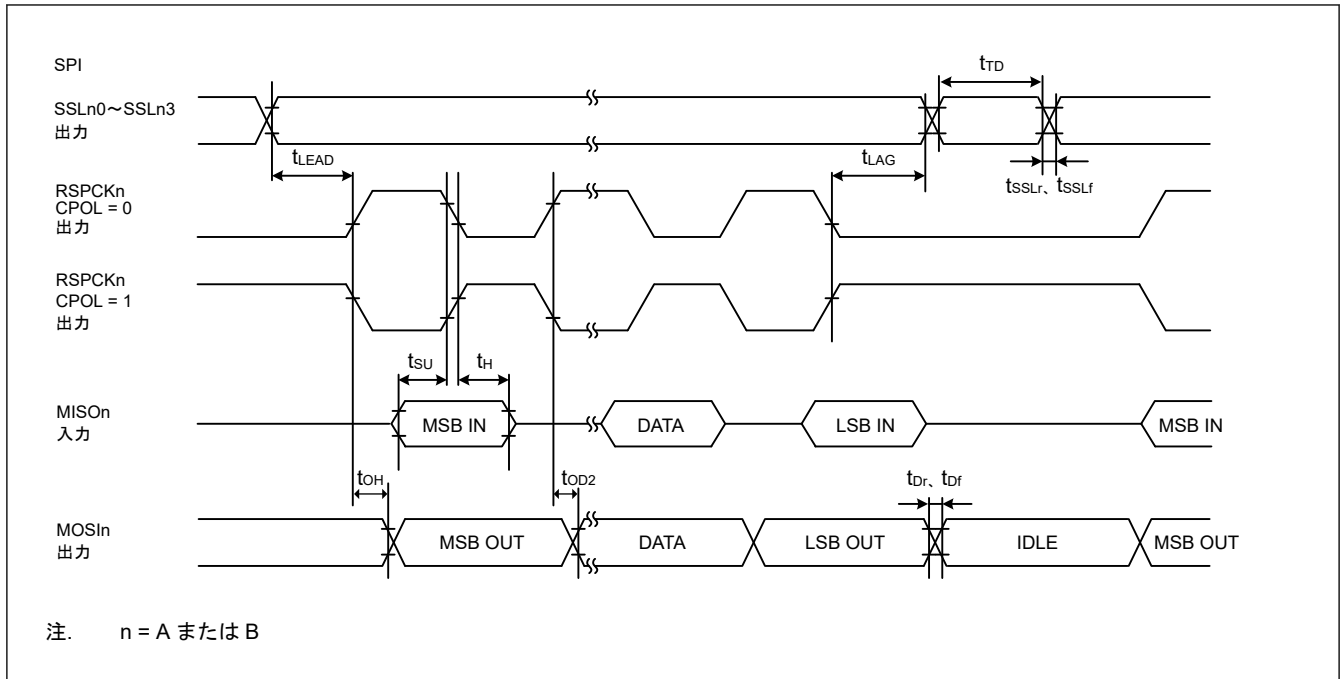 SPI
SSLn0～SSLn3
出力
tTD
tLEAD
tLAG
tSSLr、tSSLf
RSPCKn
CPOL = 0
出力
RSPCKn
CPOL = 1
出力
tSU
tH
MISOn
入力
MSB IN
DATA
LSB IN
MSB IN
tOH
tOD2
tDr、tDf
MOSIn
出力
MSB OUT
DATA
LSB OUT
IDLE
MSB OUT
注. n = A または B